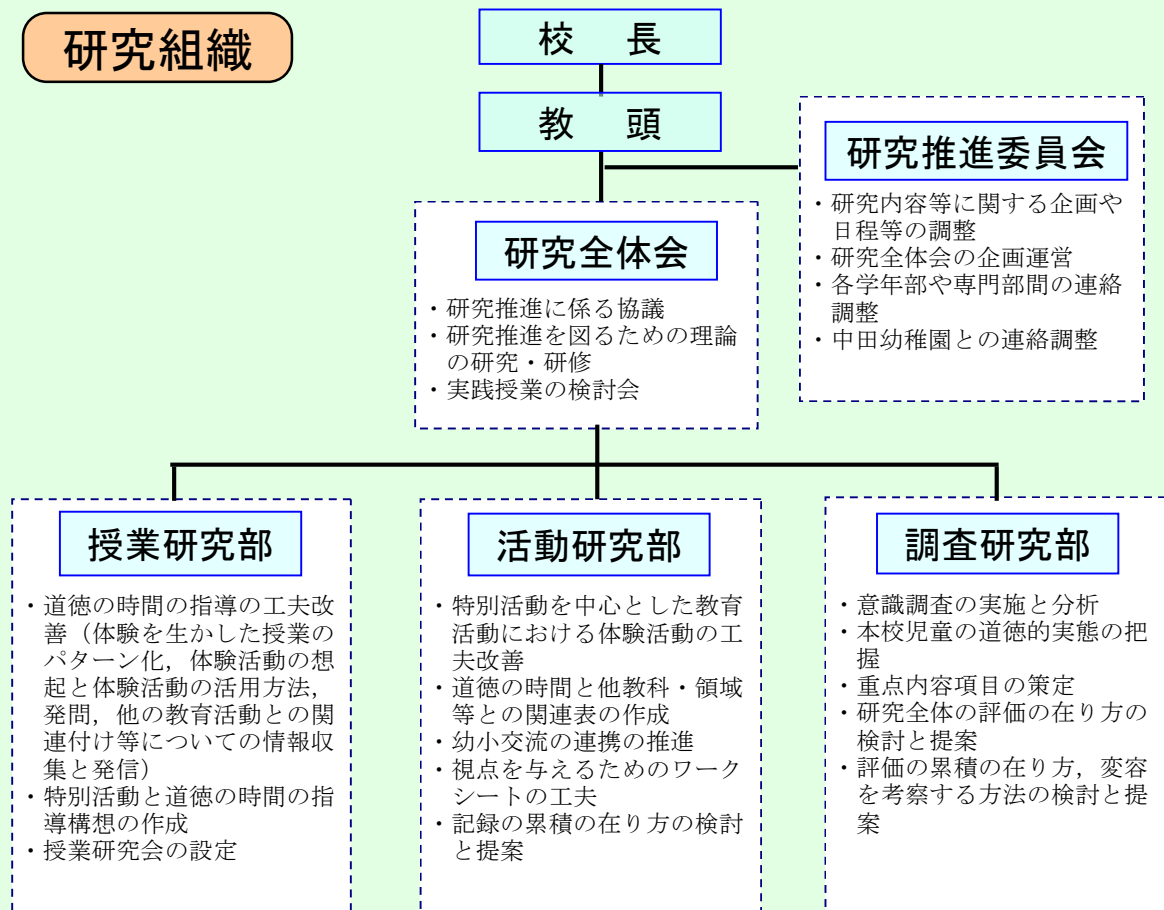 研究組織
校　長
教　頭
研究推進委員会
・研究内容等に関する企画や
日程等の調整
・研究全体会の企画運営
・各学年部や専門部間の連絡
調整
・中田幼稚園との連絡調整
研究全体会
・研究推進に係る協議
・研究推進を図るための理論
の研究・研修
・実践授業の検討会
授業研究部
・道徳の時間の指導の工夫改
善（体験を生かした授業の
パターン化，体験活動の想
起と体験活動の活用方法，
発問，他の教育活動との関
連付け等についての情報収
集と発信）
・特別活動と道徳の時間の指
導構想の作成
・授業研究会の設定
活動研究部
・特別活動を中心とした教育
活動における体験活動の工
夫改善
・道徳の時間と他教科・領域
等との関連表の作成
・幼小交流の連携の推進
・視点を与えるためのワーク
シートの工夫
・記録の累積の在り方の検討
と提案
調査研究部
・意識調査の実施と分析
・本校児童の道徳的実態の把
握
・重点内容項目の策定
・研究全体の評価の在り方の
検討と提案
・評価の累積の在り方，変容
を考察する方法の検討と提
案